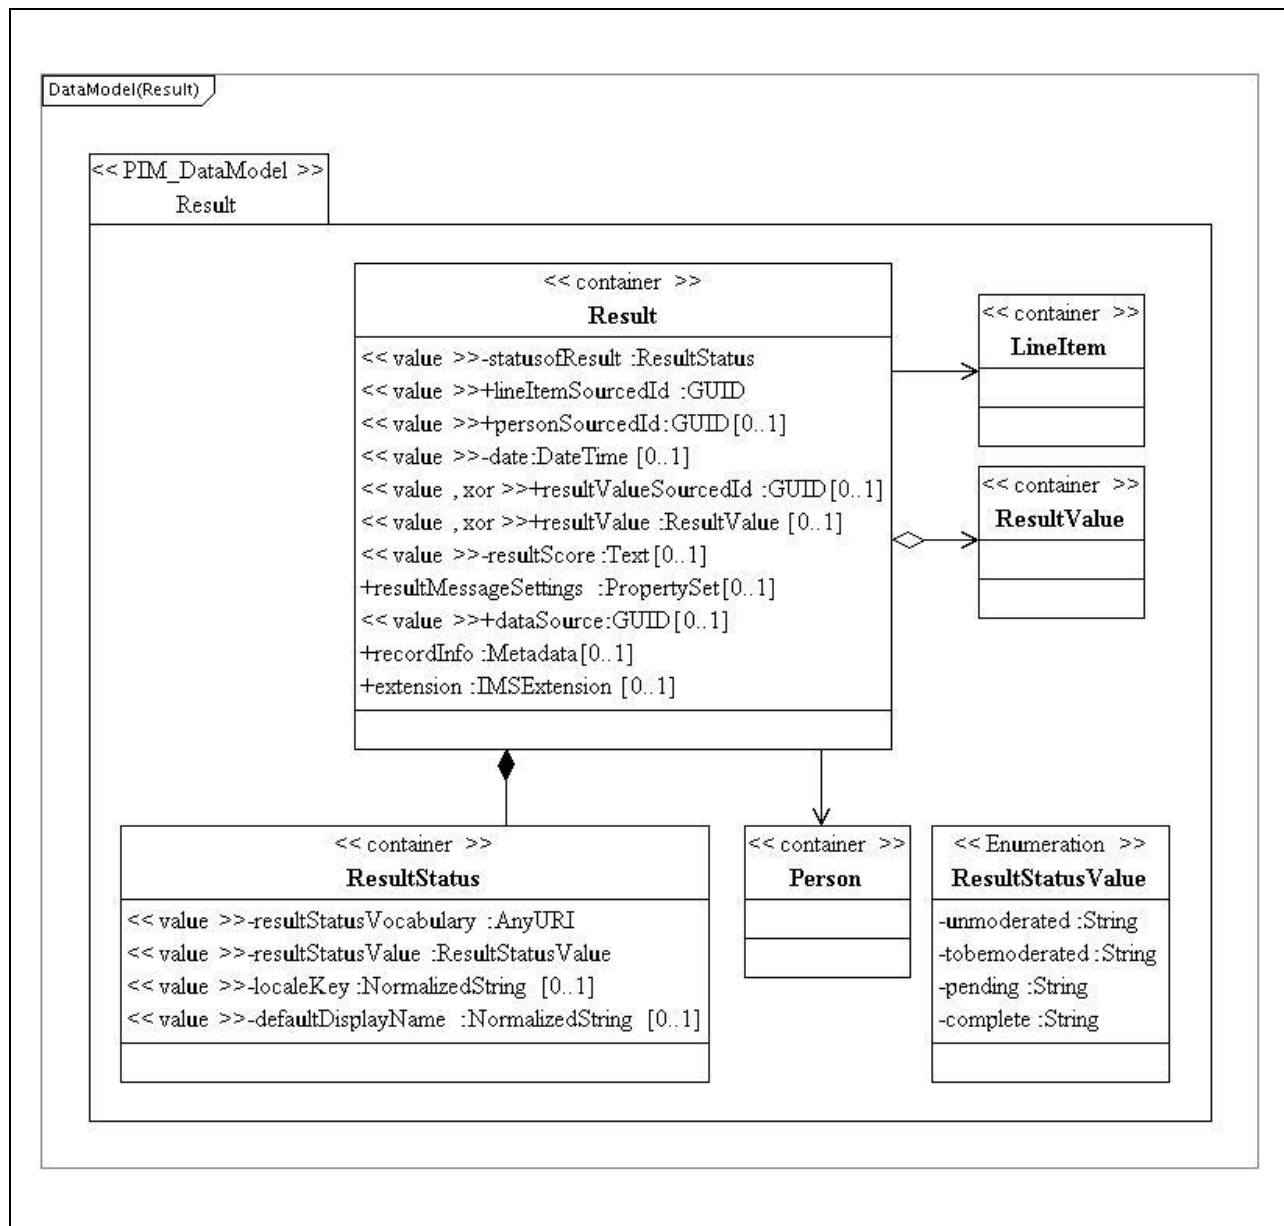 DataModel(Result)
<< PIM_DataModel >>
Result
<< container >>
Result
<< value >>-statusofResult :ResultStatus
<< value >>+lineItemSourcedId :GUID
<< value >>+personSourcedId:GUID[0..1]
<< value >>-date:DateTime [0..1]
<< value , xor >>+resultValueSourcedId :GUID[0..1]
<< value , xor >>+resultValue :ResultValue [0..1]
<< value >>-resultScore :Text[0..1]
+resultMessageSettings :PropertySet[0..1]
<< value >>+dataSource:GUID[0..1]
+recordInfo :Metadata[0..1]
+extension :IMSExtension [0..1]
<< container >>
LineItem
<< container >>
ResultValue
<< container >>
ResultStatus
<< value >>-resultStatusVocabulary :AnyURI
<< value >>-resultStatusValue :ResultStatusValue
<< value >>-localeKey :NormalizedString [0..1]
<< value >>-defaultDisplayName :NormalizedString [0..1]
<< container >>
Person
<< Enumeration >>
ResultStatusValue
-unmoderated :String
-tobemoderated :String
-pending :String
-complete :String